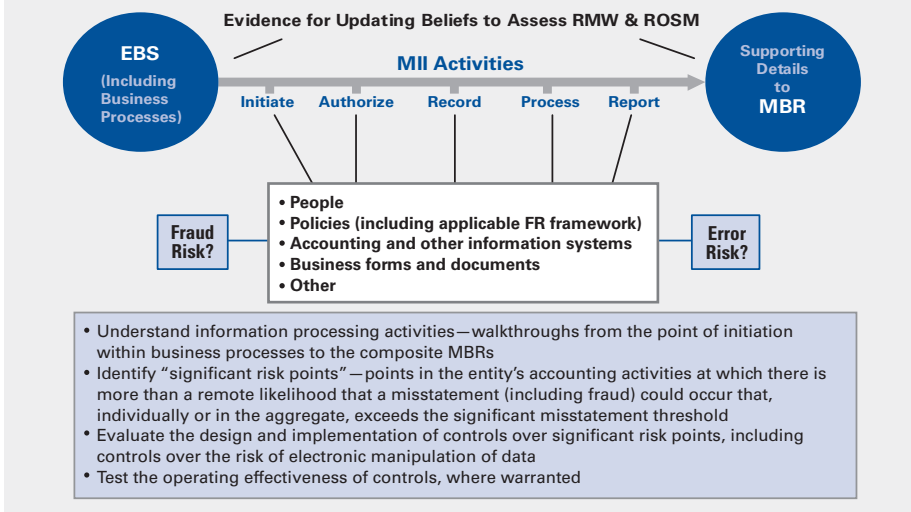 Evidence for Updating Beliefs to Assess RMW & ROSM
EBS
(Including
Business
Processes)
MII Activities
Supporting
Details
to
MBR
Initiate
Authorize
Record
Process
Report
• People
• Policies (including applicable FR framework)
• Accounting and other information systems
• Business forms and documents
• Other
Fraud
Risk?
Error
Risk?
• Understand information processing activities—walkthroughs from the point of initiation
within business processes to the composite MBRs
• Identify “significant risk points”—points in the entity’s accounting activities at which there is
more than a remote likelihood that a misstatement (including fraud) could occur that,
individually or in the aggregate, exceeds the significant misstatement threshold
• Evaluate the design and implementation of controls over significant risk points, including
controls over the risk of electronic manipulation of data
• Test the operating effectiveness of controls, where warranted